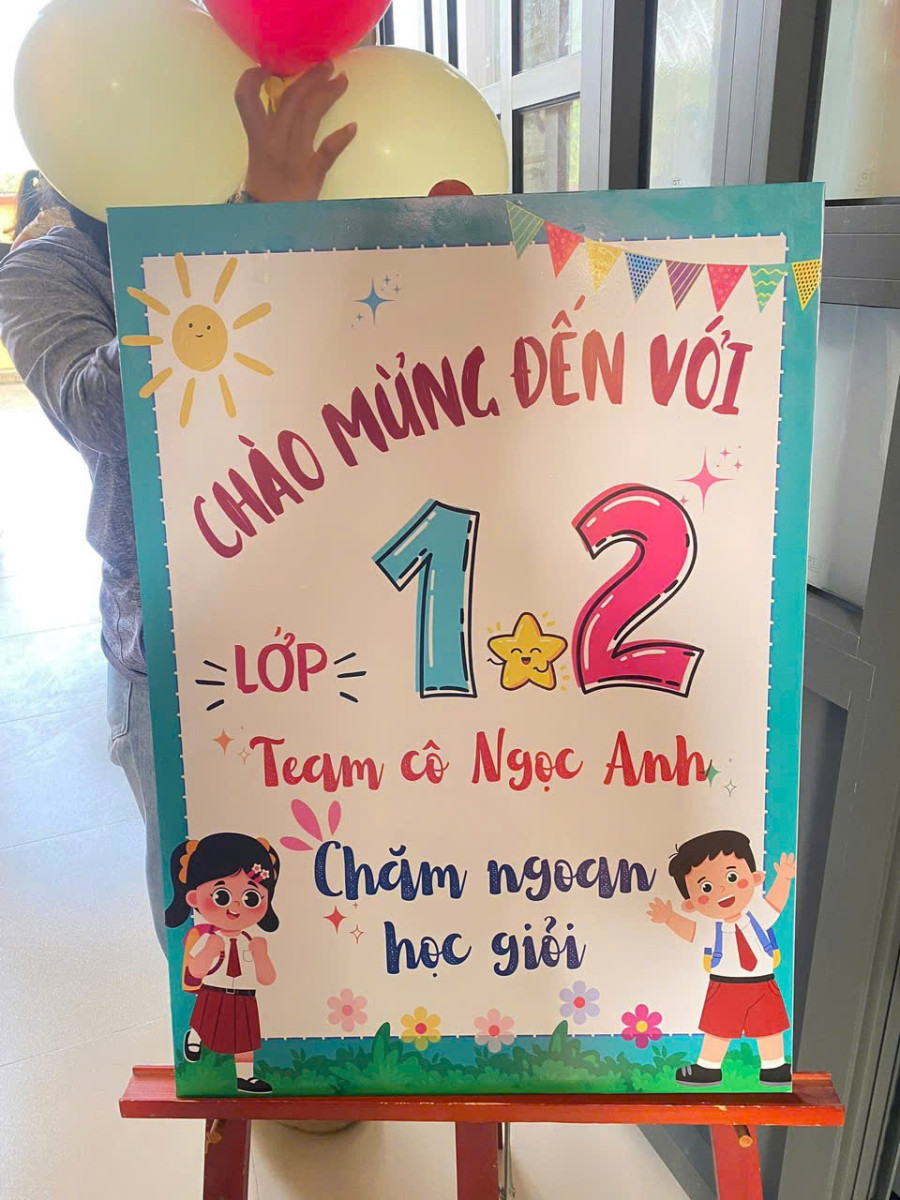 CHÀO MỪNG ĐẾN VỚI
LỚP 1.2
Team cô Ngọc Anh
Chăm ngoan
học giỏi